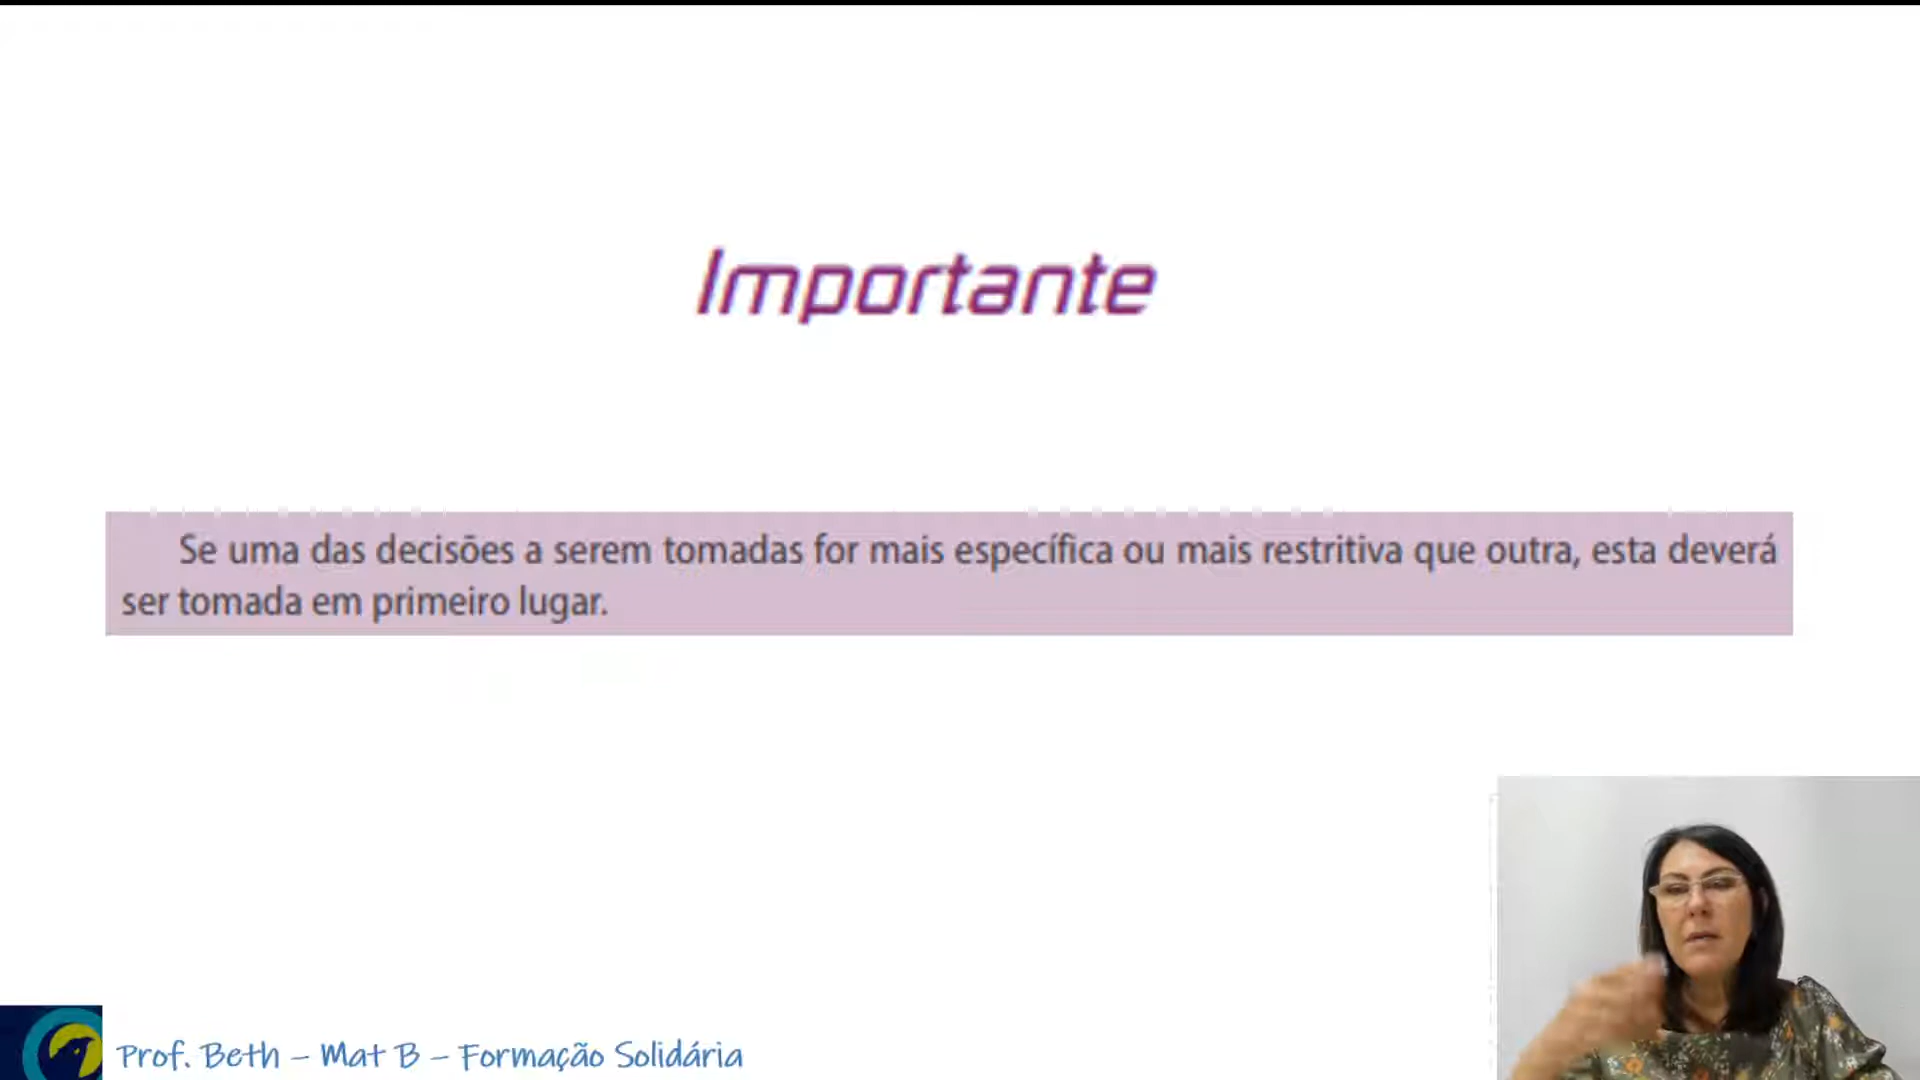 Importante
Se uma das decisões a serem tomadas for mais específica ou mais restritiva que outra, esta deverá
ser tomada em primeiro lugar.
Prof. Beth – Mat B – Formação Solidária